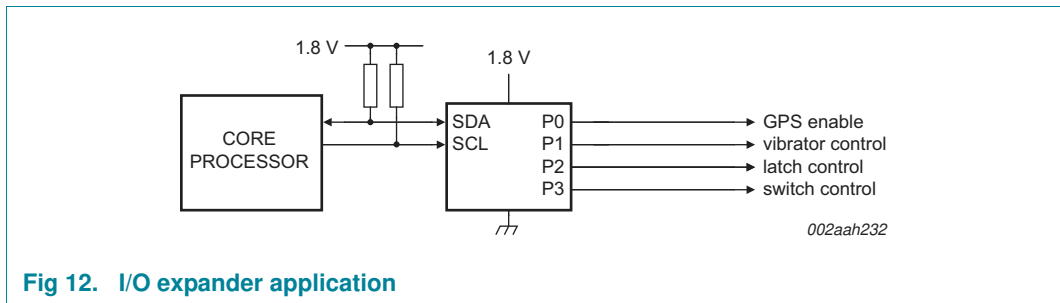 1.8 V
1.8 V
CORE
PROCESSOR
SDA
SCL
P0
P1
P2
P3
GPS enable
vibrator control
latch control
switch control
002aah232
Fig 12. I/O expander application